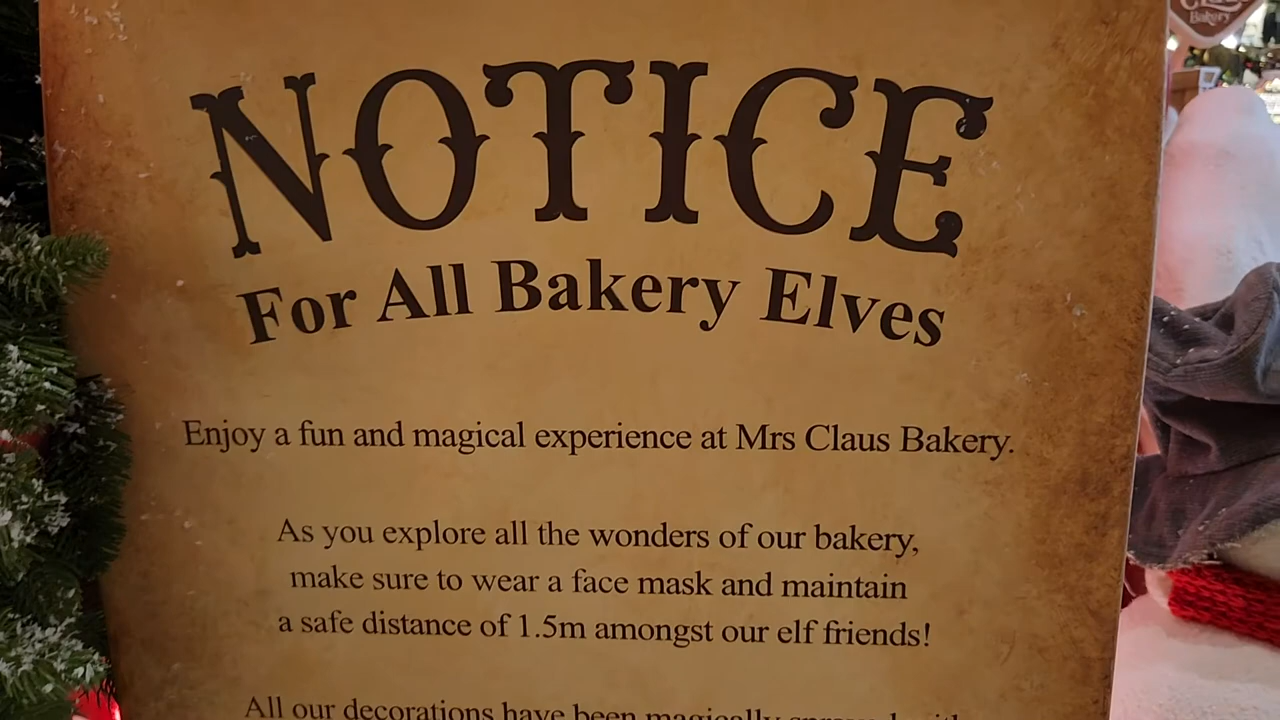 Bakery
NOTICE
For All Bakery Elves
Enjoy a fun and magical experience at Mrs Claus Bakery.
As you explore all the wonders of our bakery,
make sure to wear a face mask and maintain
a safe distance of 1.5m amongst our elf friends!
All our decorations have been magically